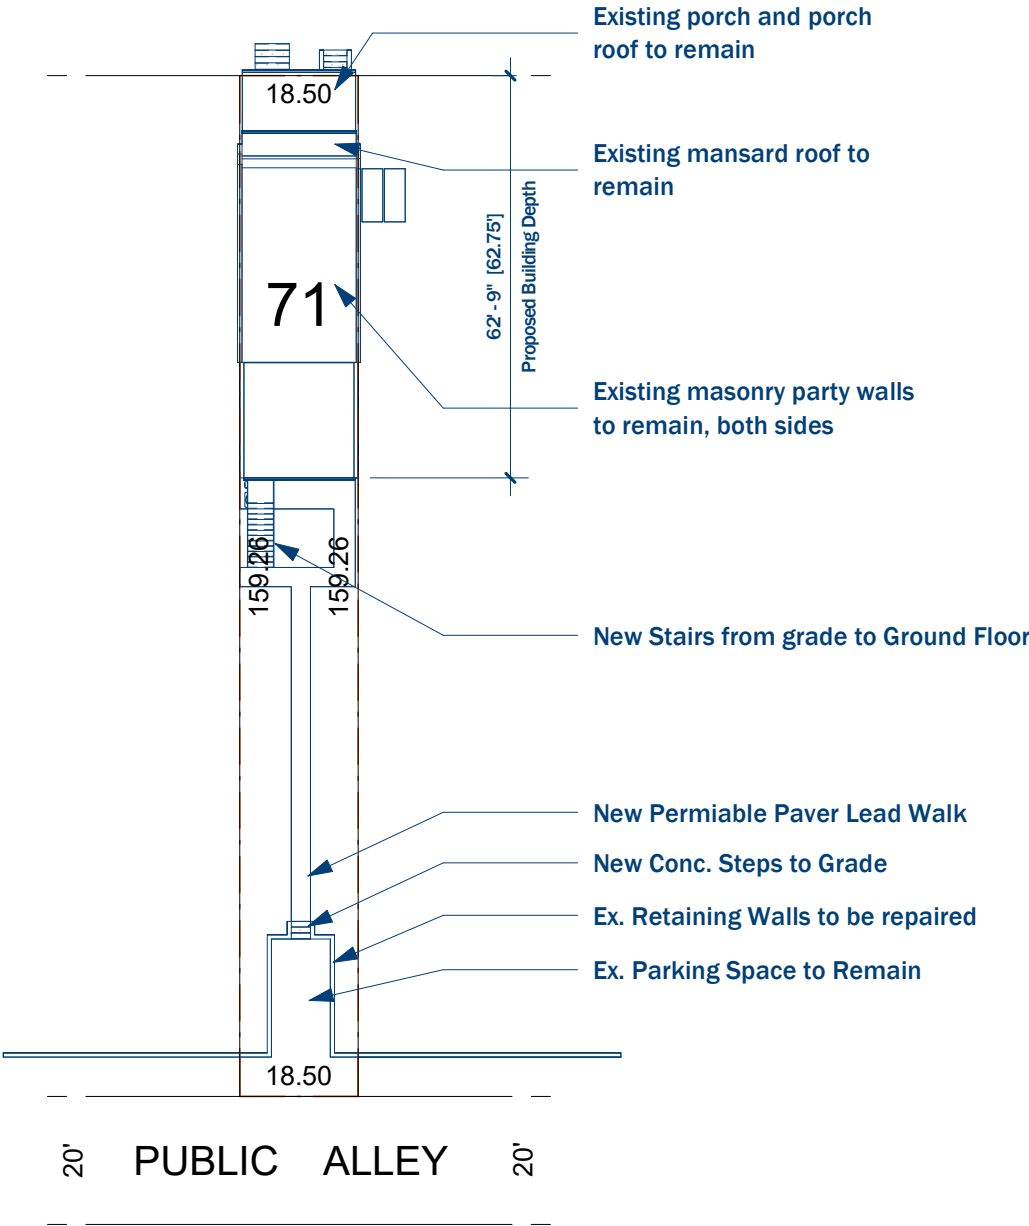 Existing porch and porch
roof to remain
18.50
Existing mansard roof to
remain
62' - 9" [62.75']
Proposed Building Depth
71
Existing masonry party walls
to remain, both sides
159.26
159.26
New Stairs from grade to Ground Floor
New Permiable Paver Lead Walk
New Conc. Steps to Grade
Ex. Retaining Walls to be repaired
Ex. Parking Space to Remain
18.50
20'
PUBLIC ALLEY
20'